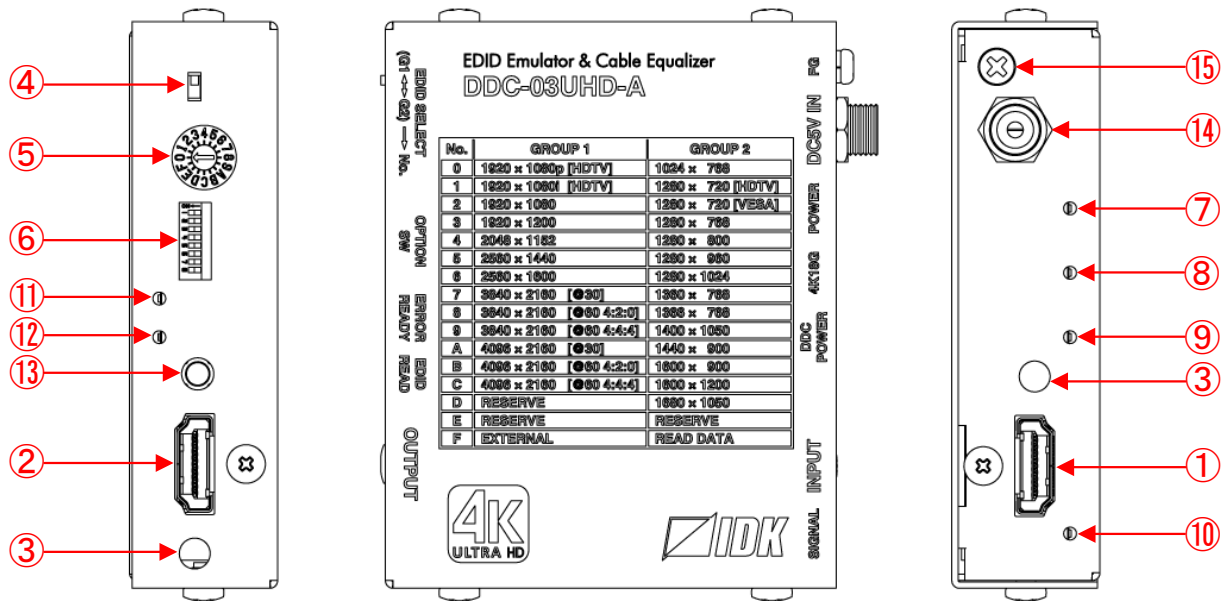 ④
⑤
⑥
⑪
⑫
⑬
②
③
0123456789ABCDEF
EDID SELECT
(G1 ↔ G2) → No.
OPTION
SW
ERROR
READY
EDID
READ
OUTPUT
EDID Emulator & Cable Equalizer
DDC-03UHD-A
No. GROUP 1 GROUP 2
0 1920 × 1080p [HDTV] 1024 × 768
1 1920 × 1080i [HDTV] 1280 × 720 [HDTV]
2 1920 × 1080 1280 × 720 [VESA]
3 1920 × 1200 1280 × 768
4 2048 × 1152 1280 × 800
5 2560 × 1440 1280 × 960
6 2560 × 1600 1280 × 1024
7 3840 × 2160 [@30] 1360 × 768
8 3840 × 2160 [@60 4:2:0] 1366 × 768
9 3840 × 2160 [@60 4:4:4] 1400 × 1050
A 4096 × 2160 [@30] 1440 × 900
B 4096 × 2160 [@60 4:2:0] 1600 × 900
C 4096 × 2160 [@60 4:4:4] 1600 × 1200
D RESERVE 1680 × 1050
E RESERVE RESERVE
F EXTERNAL READ DATA
4K
ULTRA HD
IDK
FG
DC5V IN
POWER
4K18G
DDC
POWER
INPUT
SIGNAL
⑮
⑭
⑦
⑧
⑨
③
①
⑩